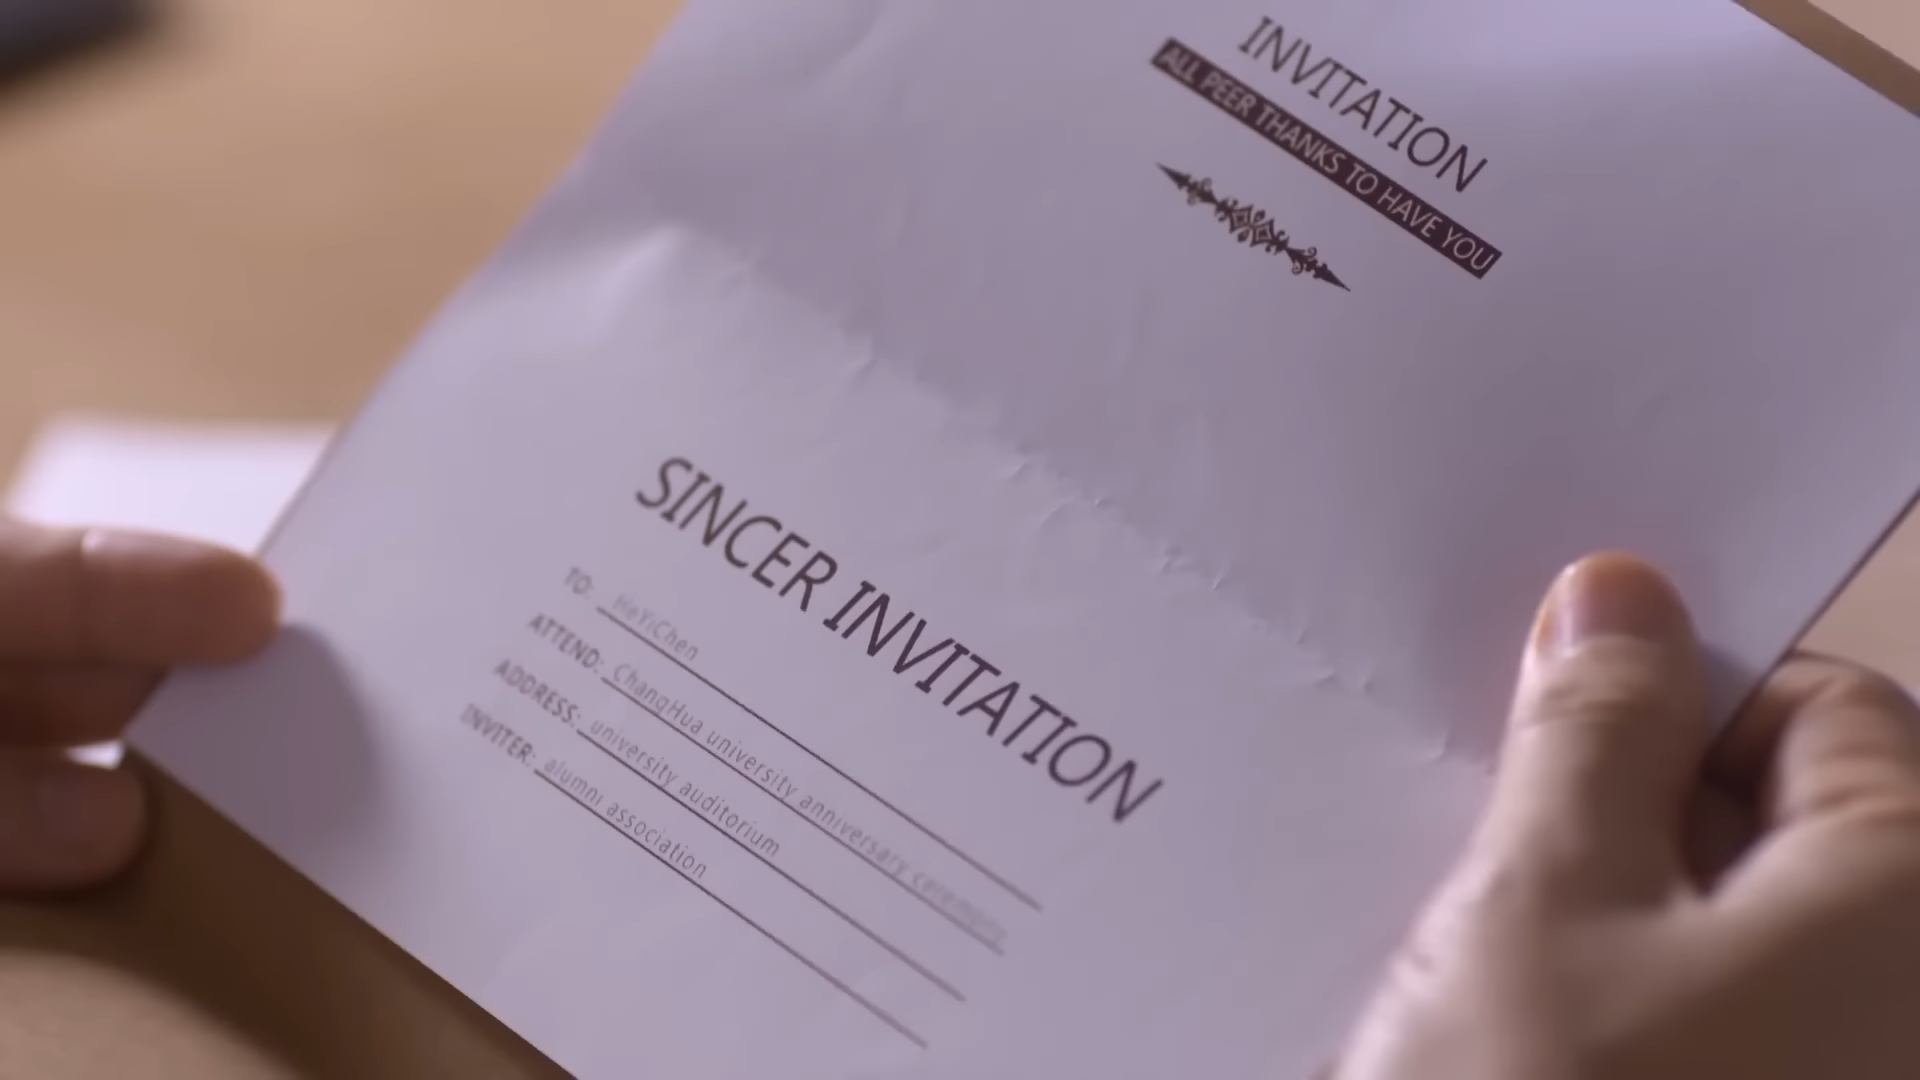 INVITATION
ALL PEER THANKS TO HAVE YOU
SINCER INVITATION
TO: HeYiChen
ATTEND: ChangHua university anniversary ceremony
ADDRESS: university auditorium
INVITER: alumni association